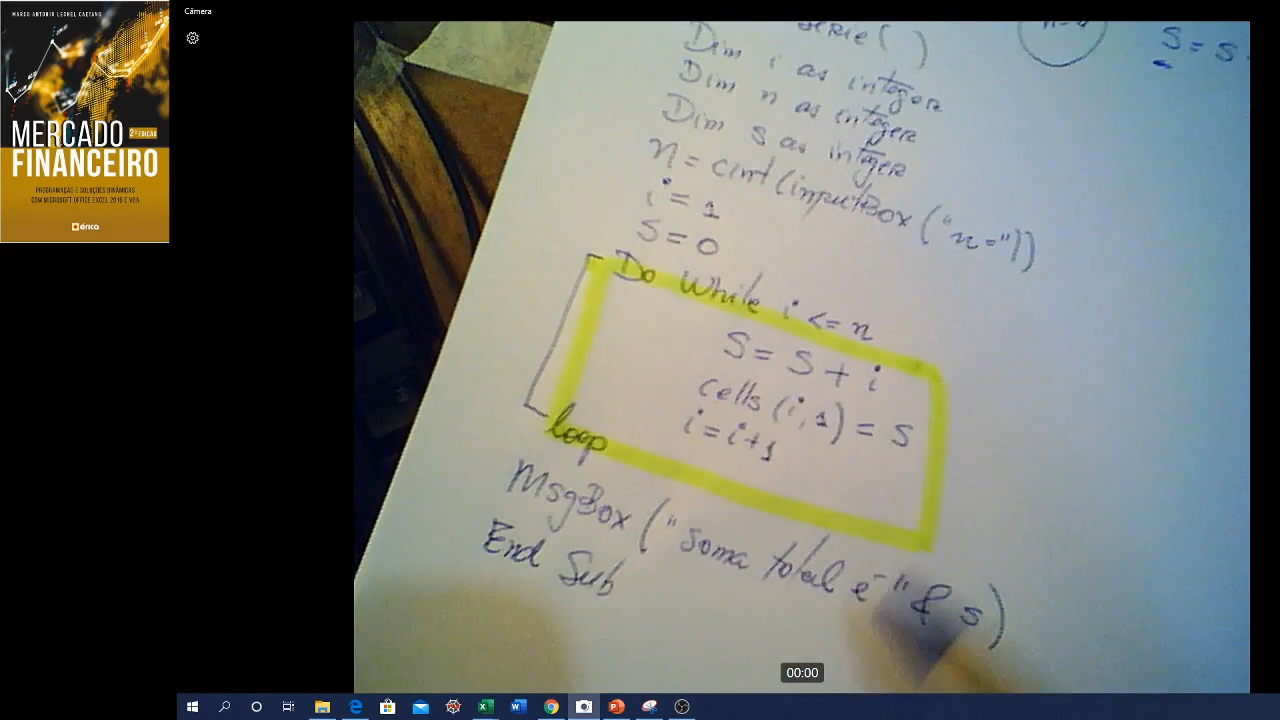 MARCO ANTONIO LEONEL CAETANO
MERCADO 2ª EDIÇÃO
FINANCEIRO
PROGRAMAÇÃO E SOLUÇÕES DINÂMICAS
COM MICROSOFT OFFICE EXCEL 2016 E VBA
érica
Câmera
serie( )
Dim i as integer
Dim n as integer
Dim s as integer
n = cint(inputBox("n="))
i = 1
S = 0
Do While i <= n
S = S + i
cells(i,1) = S
i = i+1
loop
MsgBox ("soma total é " & s)
End Sub
S = S
00:00